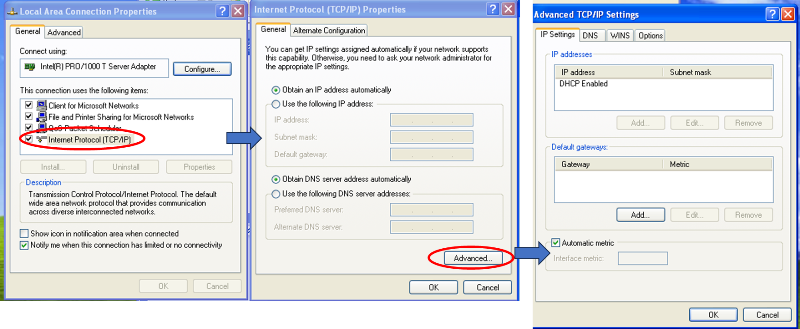 Local Area Connection Properties
General Advanced
Connect using:
Intel(R) PRO/1000 T Server Adapter Configure...
This connection uses the following items:
Client for Microsoft Networks
File and Printer Sharing for Microsoft Networks
QoS Packet Scheduler
Internet Protocol (TCP/IP)
Install... Uninstall Properties
Description
Transmission Control Protocol/Internet Protocol. The default
wide area network protocol that provides communication
across diverse interconnected networks.
Show icon in notification area when connected
Notify me when this connection has limited or no connectivity
OK Cancel
Internet Protocol (TCP/IP) Properties
General Alternate Configuration
You can get IP settings assigned automatically if your network supports
this capability. Otherwise, you need to ask your network administrator for
the appropriate IP settings.
Obtain an IP address automatically
Use the following IP address:
IP address:
Subnet mask:
Default gateway:
Obtain DNS server address automatically
Use the following DNS server addresses:
Preferred DNS server:
Alternate DNS server:
Advanced...
OK Cancel
Advanced TCP/IP Settings
IP Settings DNS WINS Options
IP addresses
IP address Subnet mask
DHCP Enabled
Add... Edit... Remove
Default gateways:
Gateway Metric
Add... Edit... Remove
Automatic metric
Interface metric:
OK Cancel